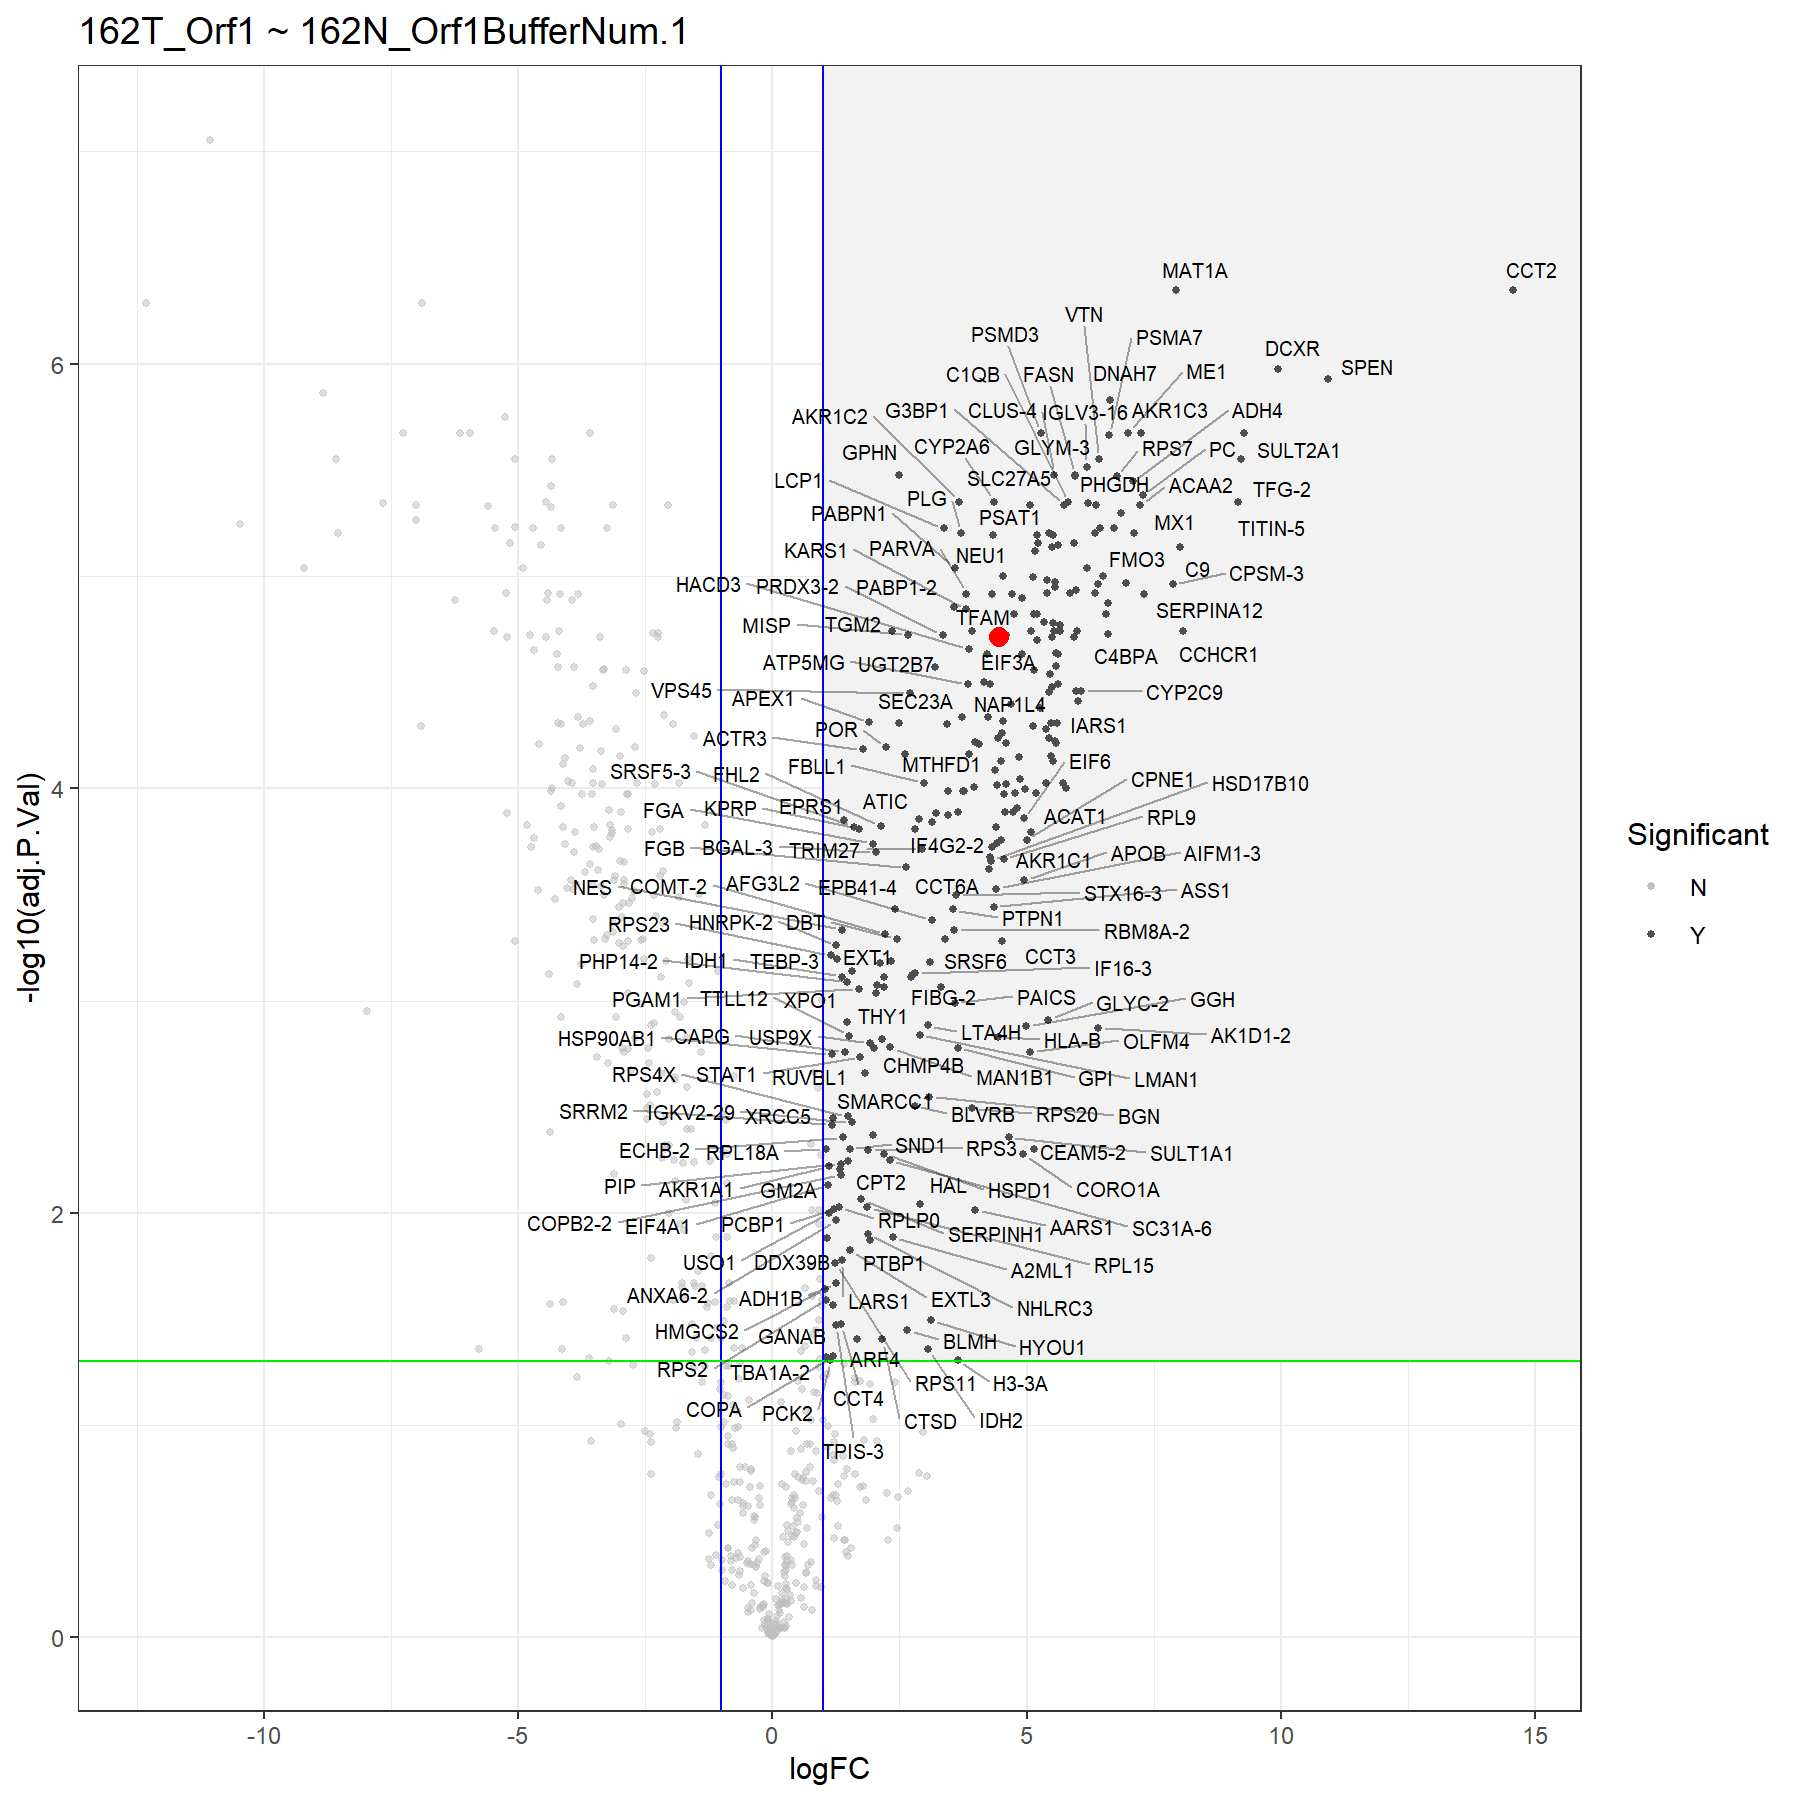 162T_Orf1 ~ 162N_Orf1BufferNum.1
MAT1A
CCT2
VTN
PSMD3
PSMA7
DCXR
SPEN
C1QB
FASN
DNAH7
ME1
AKR1C2
G3BP1
CLUS-4
IGLV3-16
AKR1C3
ADH4
GPHN
CYP2A6
GLYM-3
RPS7
PC
SULT2A1
LCP1
SLC27A5
PHGDH
ACAA2
TFG-2
PLG
PABPN1
PSAT1
MX1
TITIN-5
KARS1
PARVA
NEU1
FMO3
C9
CPSM-3
HACD3
PRDX3-2
PABP1-2
SERPINA12
MISP
TGM2
TFAM
ATP5MG
UGT2B7
EIF3A
C4BPA
CCHCR1
VPS45
APEX1
SEC23A
NAP1L4
CYP2C9
ACTR3
POR
IARS1
SRSF5-3
FHL2
FBLL1
MTHFD1
EIF6
CPNE1
HSD17B10
FGA
KPRP
EPRS1
ATIC
ACAT1
RPL9
FGB
BGAL-3
TRIM27
IF4G2-2
AKR1C1
APOB
AIFM1-3
NES
COMT-2
AFG3L2
EPB41-4
CCT6A
STX16-3
ASS1
RPS23
HNRPK-2
DBT
PTPN1
RBM8A-2
PHP14-2
IDH1
TEBP-3
EXT1
SRSF6
CCT3
IF16-3
PGAM1
TTLL12
XPO1
FIBG-2
PAICS
GLYC-2
GGH
THY1
HSP90AB1
CAPG
USP9X
LTA4H
HLA-B
OLFM4
AK1D1-2
RPS4X
STAT1
RUVBL1
CHMP4B
MAN1B1
GPI
LMAN1
SRRM2
IGKV2-29
XRCC5
SMARCC1
BLVRB
RPS20
BGN
ECHB-2
RPL18A
SND1
RPS3
CEAM5-2
SULT1A1
PIP
AKR1A1
GM2A
CPT2
HAL
HSPD1
CORO1A
COPB2-2
EIF4A1
PCBP1
RPLP0
SERPINH1
AARS1
SC31A-6
USO1
DDX39B
PTBP1
A2ML1
RPL15
ANXA6-2
ADH1B
LARS1
EXTL3
NHLRC3
HMGCS2
GANAB
BLMH
HYOU1
RPS2
TBA1A-2
ARF4
RPS11
H3-3A
COPA
PCK2
CCT4
CTSD
IDH2
TPIS-3
6
4
2
0
-10
-5
0
5
10
15
logFC
-log10(adj.P.Val)
Significant
N
Y